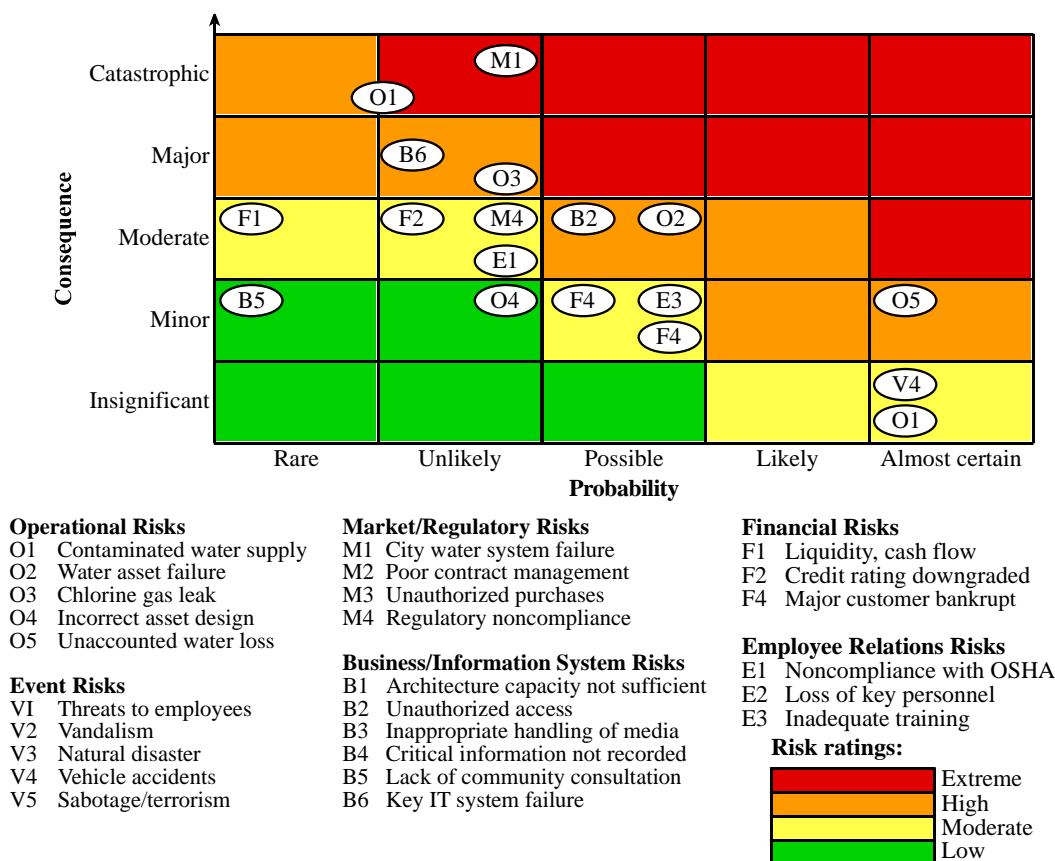 Catastrophic
M1
O1
Major
B6
O3
Moderate
F1
F2
M4
B2
O2
E1
Minor
B5
O4
F4
E3
O5
F4
Insignificant
V4
O1
Consequence
Rare
Unlikely
Possible
Likely
Almost certain
Probability
Operational Risks
O1 Contaminated water supply
O2 Water asset failure
O3 Chlorine gas leak
O4 Incorrect asset design
O5 Unaccounted water loss
Event Risks
VI Threats to employees
V2 Vandalism
V3 Natural disaster
V4 Vehicle accidents
V5 Sabotage/terrorism
Market/Regulatory Risks
M1 City water system failure
M2 Poor contract management
M3 Unauthorized purchases
M4 Regulatory noncompliance
Business/Information System Risks
B1 Architecture capacity not sufficient
B2 Unauthorized access
B3 Inappropriate handling of media
B4 Critical information not recorded
B5 Lack of community consultation
B6 Key IT system failure
Financial Risks
F1 Liquidity, cash flow
F2 Credit rating downgraded
F4 Major customer bankrupt
Employee Relations Risks
E1 Noncompliance with OSHA
E2 Loss of key personnel
E3 Inadequate training
Risk ratings:
Extreme
High
Moderate
Low